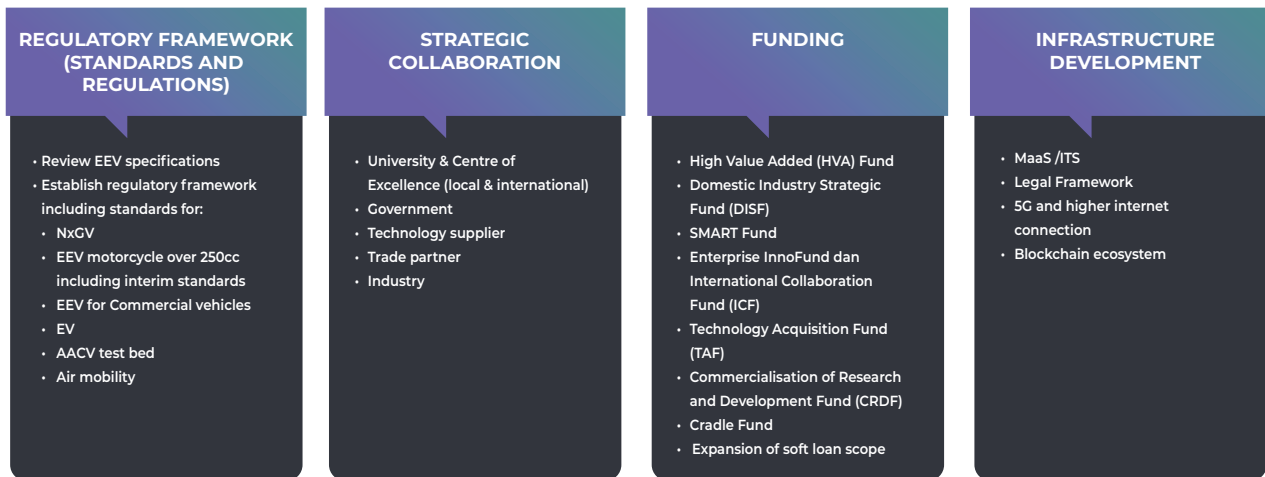 REGULATORY FRAMEWORK
(STANDARDS AND
REGULATIONS)
• Review EEV specifications
• Establish regulatory framework
including standards for:
• NxGV
• EEV motorcycle over 250cc
including interim standards
• EEV for Commercial vehicles
• EV
• AACV test bed
• Air mobility
STRATEGIC
COLLABORATION
• University & Centre of
Excellence (local & international)
• Government
• Technology supplier
• Trade partner
• Industry
FUNDING
• High Value Added (HVA) Fund
• Domestic Industry Strategic
Fund (DISF)
• SMART Fund
• Enterprise InnoFund dan
International Collaboration
Fund (ICF)
• Technology Acquisition Fund
(TAF)
• Commercialisation of Research
and Development Fund (CRDF)
• Cradle Fund
• Expansion of soft loan scope
INFRASTRUCTURE
DEVELOPMENT
• MaaS /ITS
• Legal Framework
• 5G and higher internet
connection
• Blockchain ecosystem